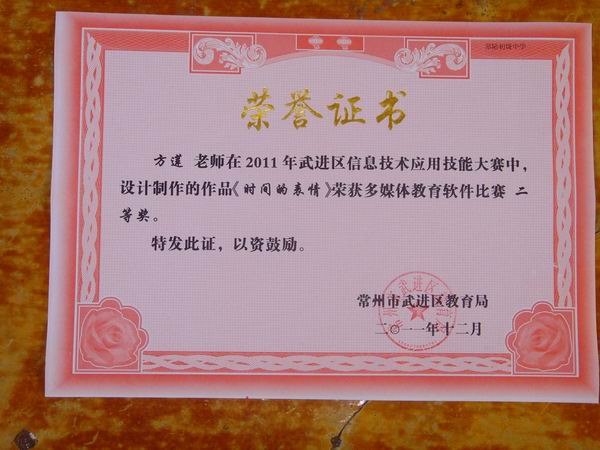 荣誉证书
方道 老师在2011年武进区信息技术应用技能大赛中，
设计制作的作品《时间的表情》荣获多媒体教育软件比赛 二
等奖。
特发此证，以资鼓励。
常州市武进区教育局
二〇一一年十二月